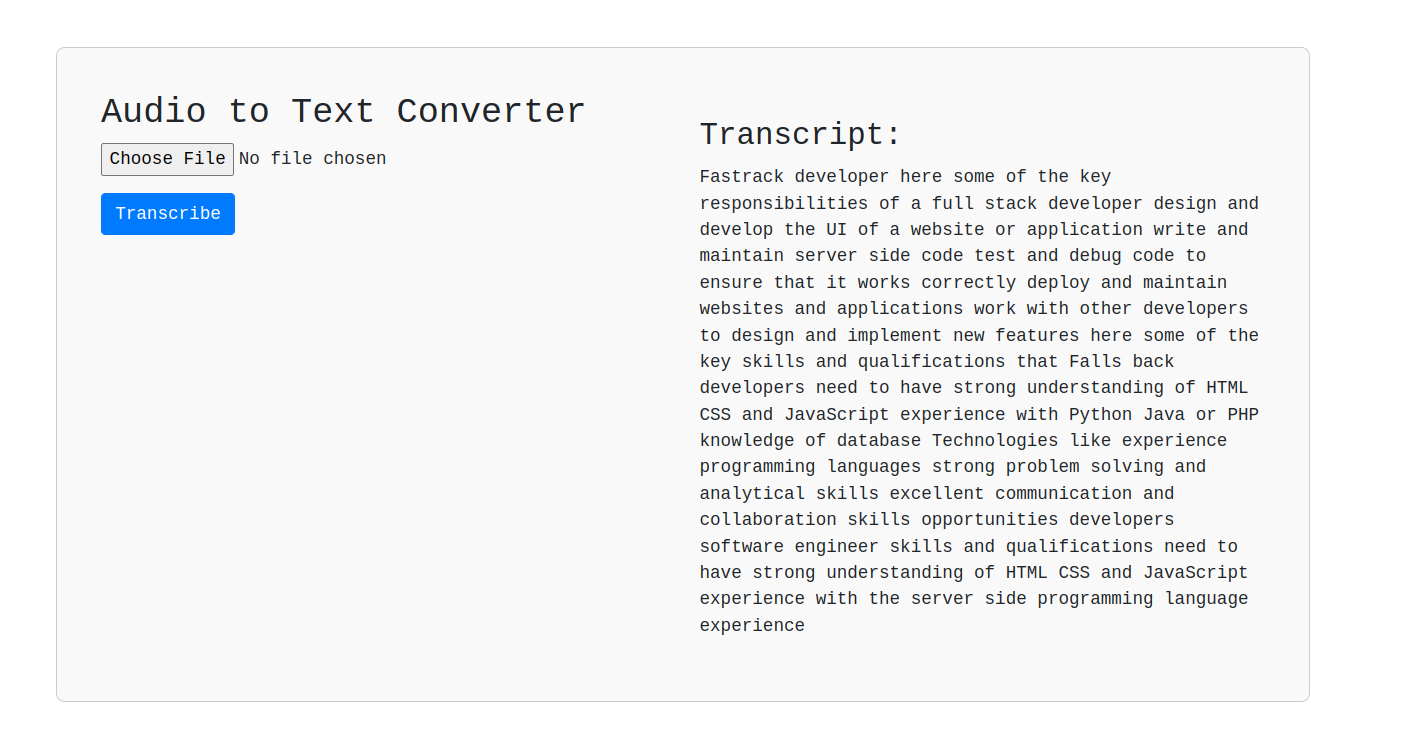 Audio to Text Converter
Choose File No file chosen
Transcribe
Transcript:
Fastrack developer here some of the key
responsibilities of a full stack developer design and
develop the UI of a website or application write and
maintain server side code test and debug code to
ensure that it works correctly deploy and maintain
websites and applications work with other developers
to design and implement new features here some of the
key skills and qualifications that Falls back
developers need to have strong understanding of HTML
CSS and JavaScript experience with Python Java or PHP
knowledge of database Technologies like experience
programming languages strong problem solving and
analytical skills excellent communication and
collaboration skills opportunities developers
software engineer skills and qualifications need to
have strong understanding of HTML CSS and JavaScript
experience with the server side programming language
experience